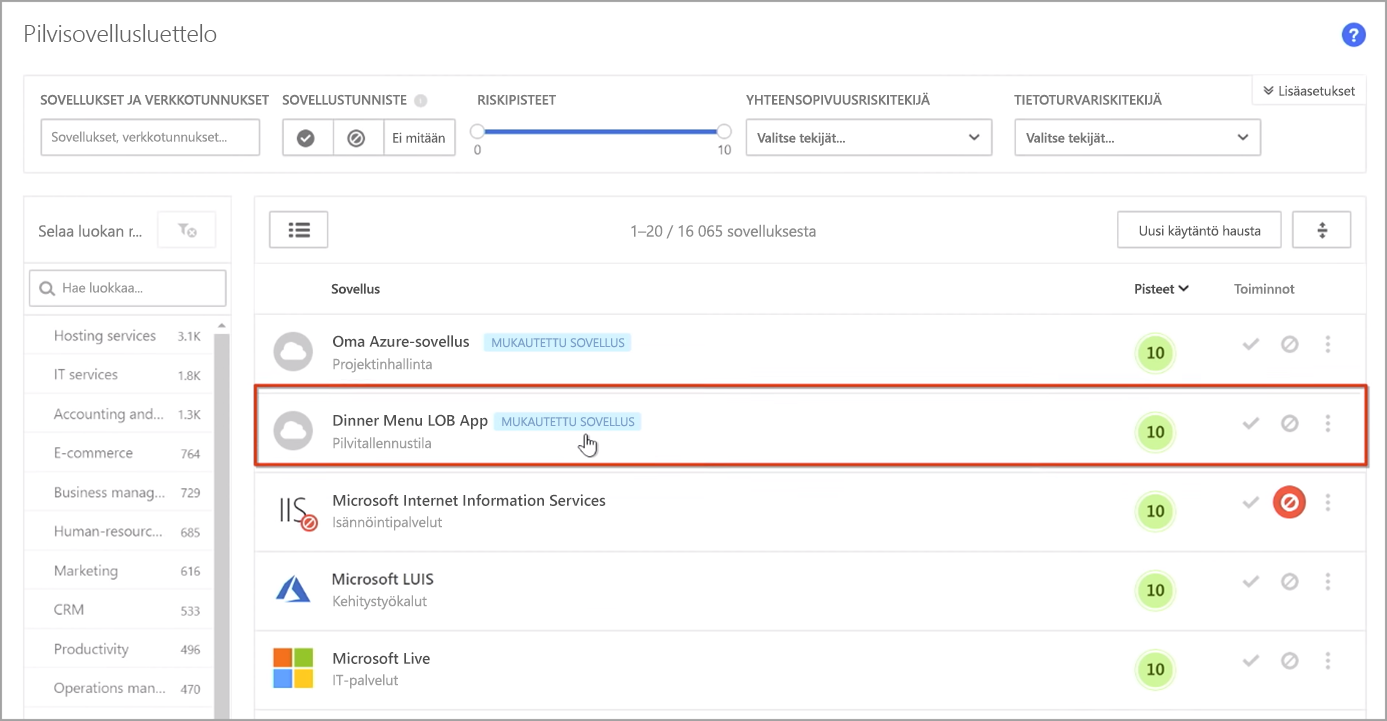 Pilvisovellusluettelo
?
SOVELLUKSET JA VERKKOTUNNUKSET
SOVELLUSTUNNISTE
RISKIPISTEET
YHTEENSOPIVUUSRISKITEKIJÄ
TIETOTURVARISKITEKIJÄ
Lisäasetukset
Sovellukset, verkkotunnukset...
Ei mitään
0
10
Valitse tekijät...
Valitse tekijät...
Selaa luokan r...
1–20 / 16 065 sovelluksesta
Uusi käytäntö hausta
Hae luokkaa...
Hosting services 3.1K
IT services 1.8K
Accounting and... 1.3K
E-commerce 764
Business manag... 729
Human-resourc... 685
Marketing 616
CRM 533
Productivity 496
Operations man... 470
Sovellus
Pisteet
Toiminnot
Oma Azure-sovellus MUKAUTETTU SOVELLUS
Projektinhallinta
10
Dinner Menu LOB App MUKAUTETTU SOVELLUS
Pilvitallennustila
10
IIS
Microsoft Internet Information Services
Isännöintipalvelut
10
Microsoft LUIS
Kehitystyökalut
10
Microsoft Live
IT-palvelut
10